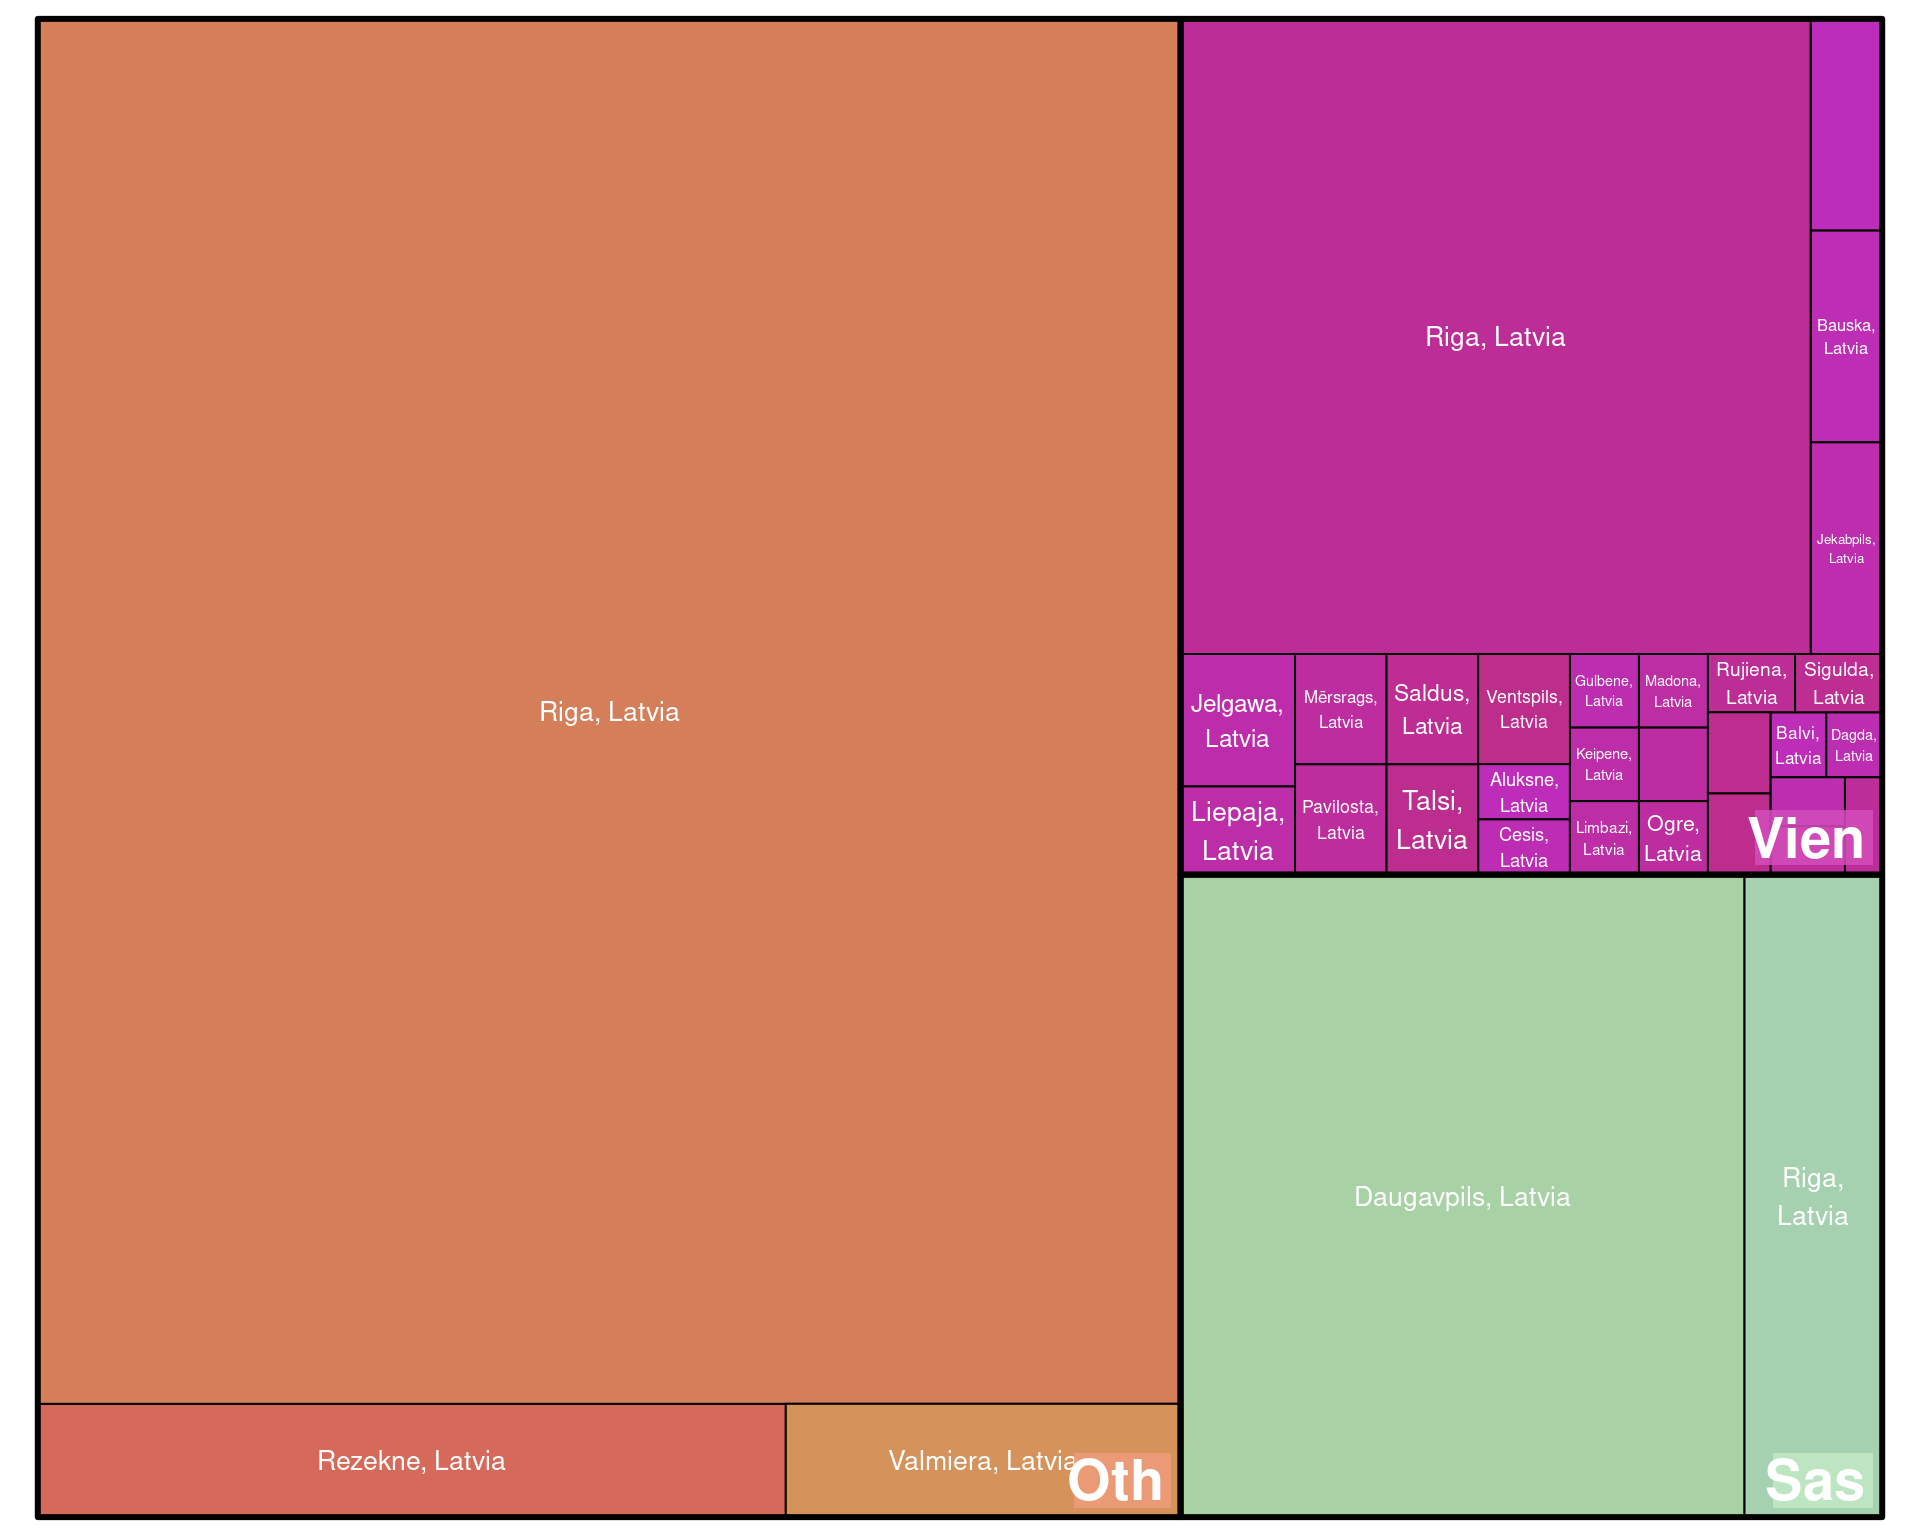 Riga, Latvia
Rezekne, Latvia
Valmiera, Latvia
Oth
Riga, Latvia
Bauska,
Latvia
Jekabpils,
Latvia
Jelgawa,
Latvia
Liepaja,
Latvia
Mērsrags,
Latvia
Pavilosta,
Latvia
Saldus,
Latvia
Talsi,
Latvia
Ventspils,
Latvia
Aluksne,
Latvia
Cesis,
Latvia
Gulbene,
Latvia
Keipene,
Latvia
Limbazi,
Latvia
Madona,
Latvia
Ogre,
Latvia
Rujiena,
Latvia
Sigulda,
Latvia
Balvi,
Latvia
Dagda,
Latvia
Vien
Daugavpils, Latvia
Riga,
Latvia
Sas